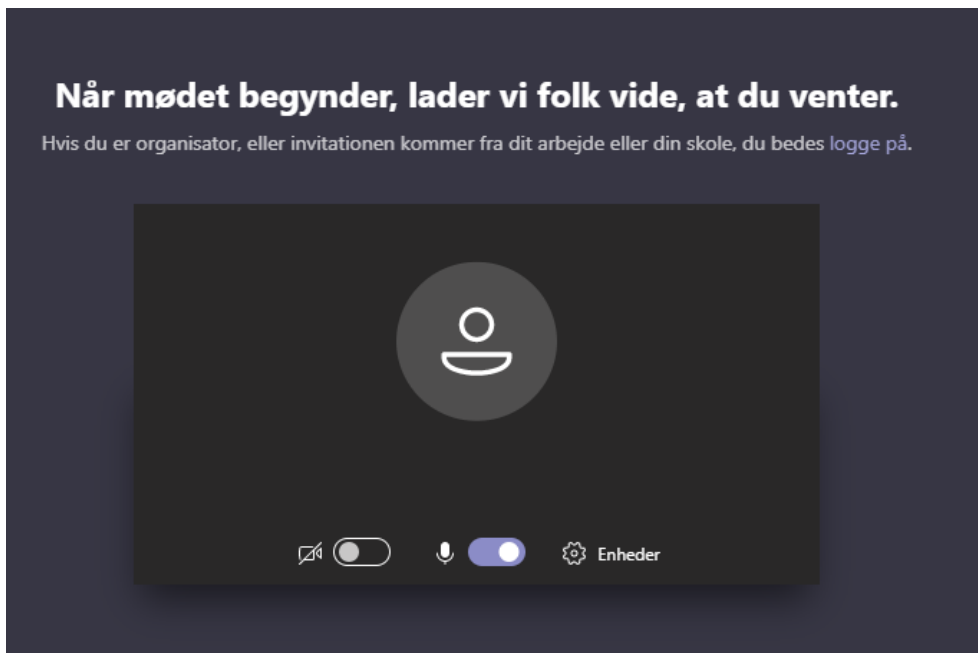 Når mødet begynder, lader vi folk vide, at du venter.
Hvis du er organisator, eller invitationen kommer fra dit arbejde eller din skole, du bedes logge på.
Enheder